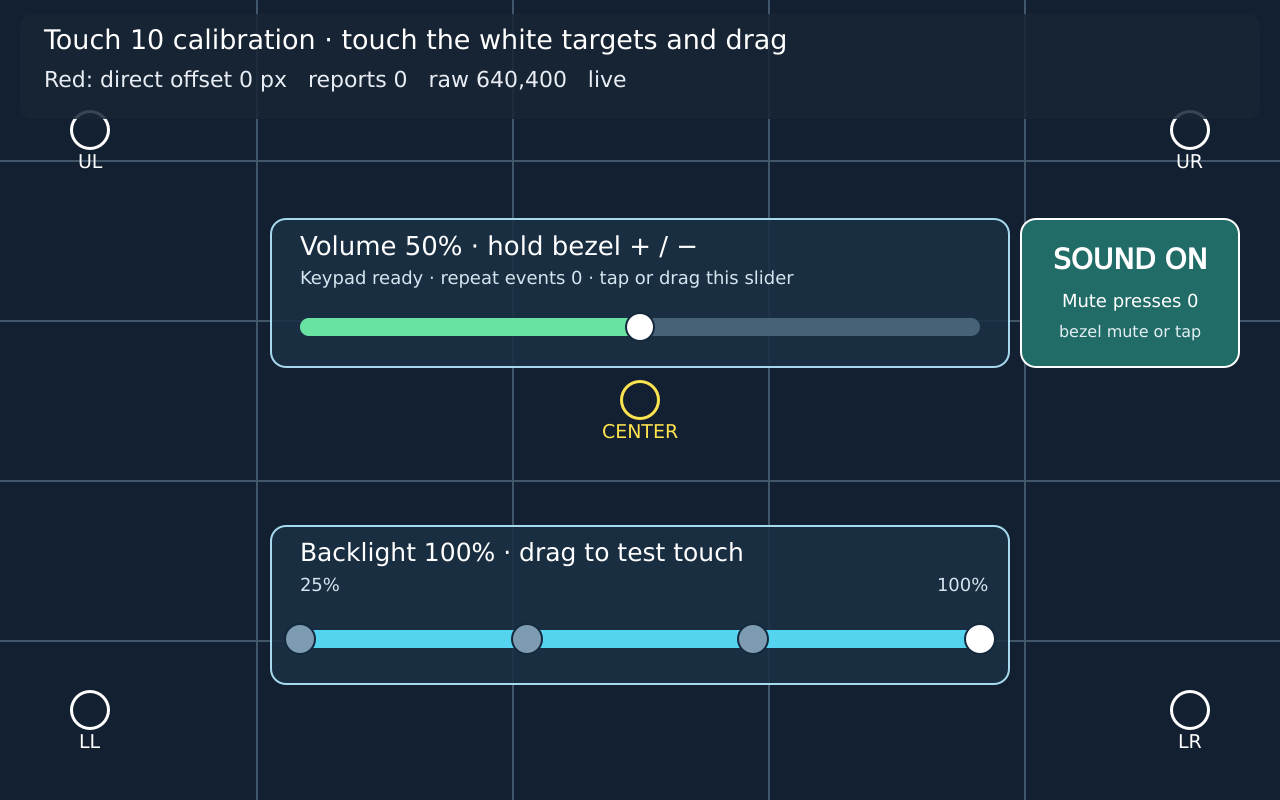 Touch 10 calibration · touch the white targets and drag
Red: direct offset 0 px reports 0 raw 640,400 live
UL
UR
Volume 50% · hold bezel + / −
Keypad ready · repeat events 0 · tap or drag this slider
SOUND ON
Mute presses 0
bezel mute or tap
CENTER
Backlight 100% · drag to test touch
25%
100%
LL
LR